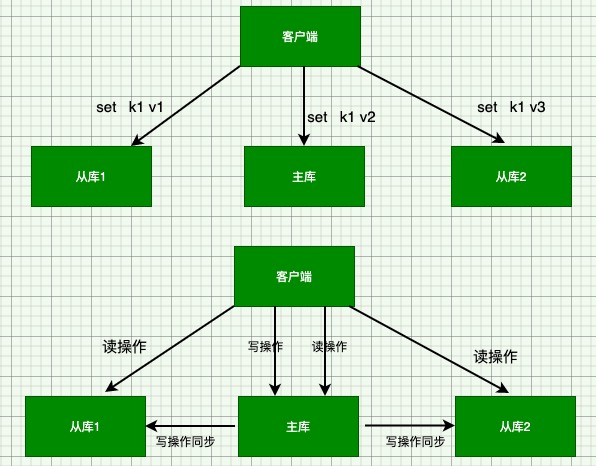 客户端
set k1 v1
set k1 v2
set k1 v3
从库1
主库
从库2
客户端
读操作
写操作
读操作
读操作
从库1
主库
从库2
写操作同步
写操作同步